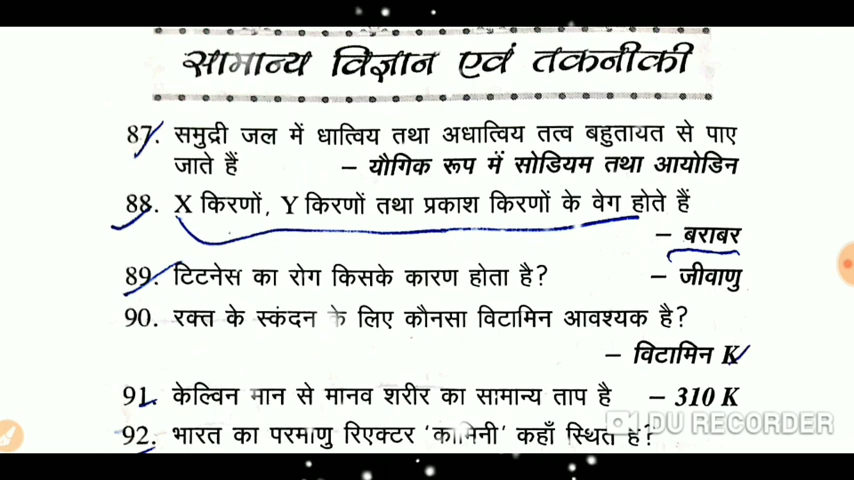 सामान्य विज्ञान एवं तकनीकी
87. समुद्री जल में धात्विय तथा अधात्विय तत्व बहुतायत से पाए
जाते हैं – यौगिक रूप में सोडियम तथा आयोडिन
88. X किरणों, Y किरणों तथा प्रकाश किरणों के वेग होते हैं
– बराबर
89. टिटनेस का रोग किसके कारण होता है? – जीवाणु
90. रक्त के स्कंदन के लिए कौनसा विटामिन आवश्यक है?
– विटामिन K
91. केल्विन मान से मानव शरीर का सामान्य ताप है – 310 K
DU RECORDER
92. भारत का परमाणु रिएक्टर 'कामिनी' कहाँ स्थित है?